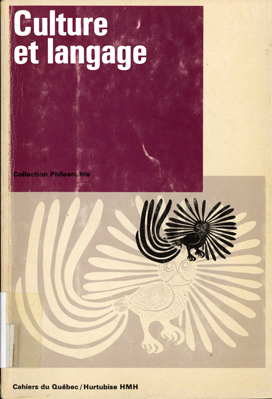 Culture
et langage
Collection Philosophie
Cahiers du Québec/Hurtubise HMH